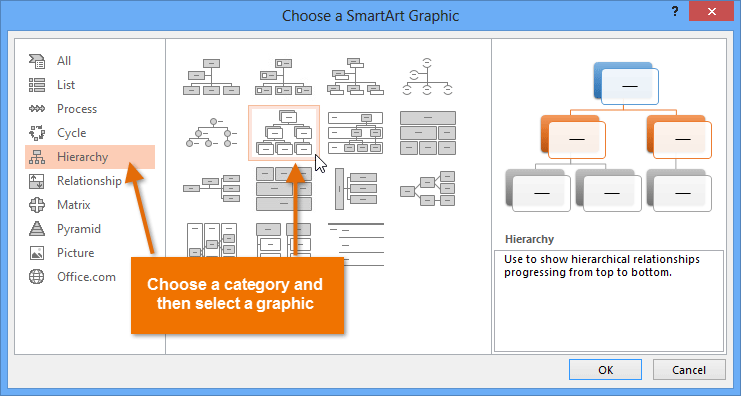 Choose a SmartArt Graphic
?
All
List
Process
Cycle
Hierarchy
Relationship
Matrix
Pyramid
Picture
Office.com
Choose a category and
then select a graphic
Hierarchy
Use to show hierarchical relationships
progressing from top to bottom.
OK
Cancel